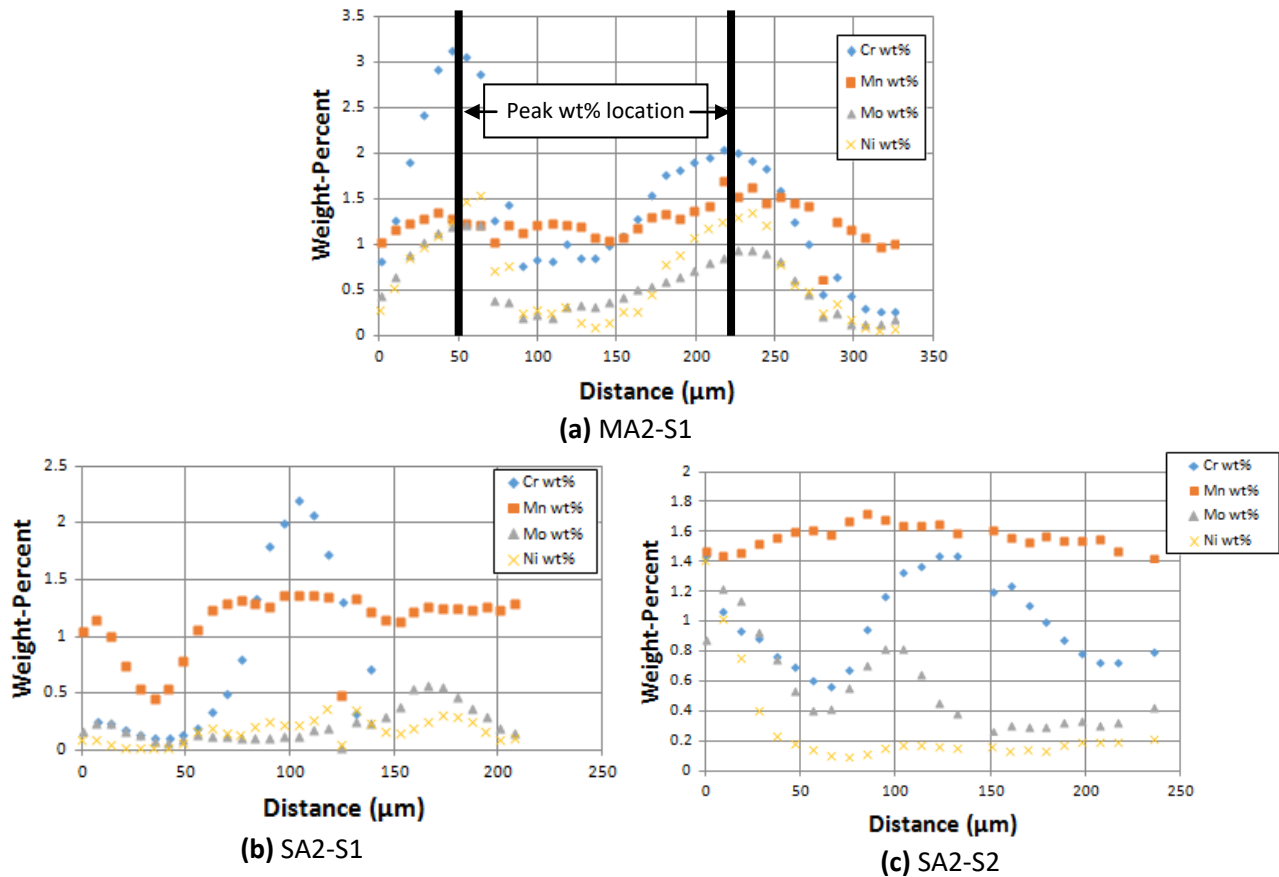 3.5
3
2.5
2
1.5
1
0.5
0
Weight-Percent
Peak wt% location
Cr wt%
Mn wt%
Mo wt%
Ni wt%
0 50 100 150 200 250 300 350
Distance (µm)
(a) MA2-S1
2.5
2
1.5
1
0.5
0
Weight-Percent
Cr wt%
Mn wt%
Mo wt%
Ni wt%
0 50 100 150 200 250
Distance (µm)
(b) SA2-S1
2
1.8
1.6
1.4
1.2
1
0.8
0.6
0.4
0.2
0
Weight-Percent
Cr wt%
Mn wt%
Mo wt%
Ni wt%
0 50 100 150 200 250
Distance (µm)
(c) SA2-S2